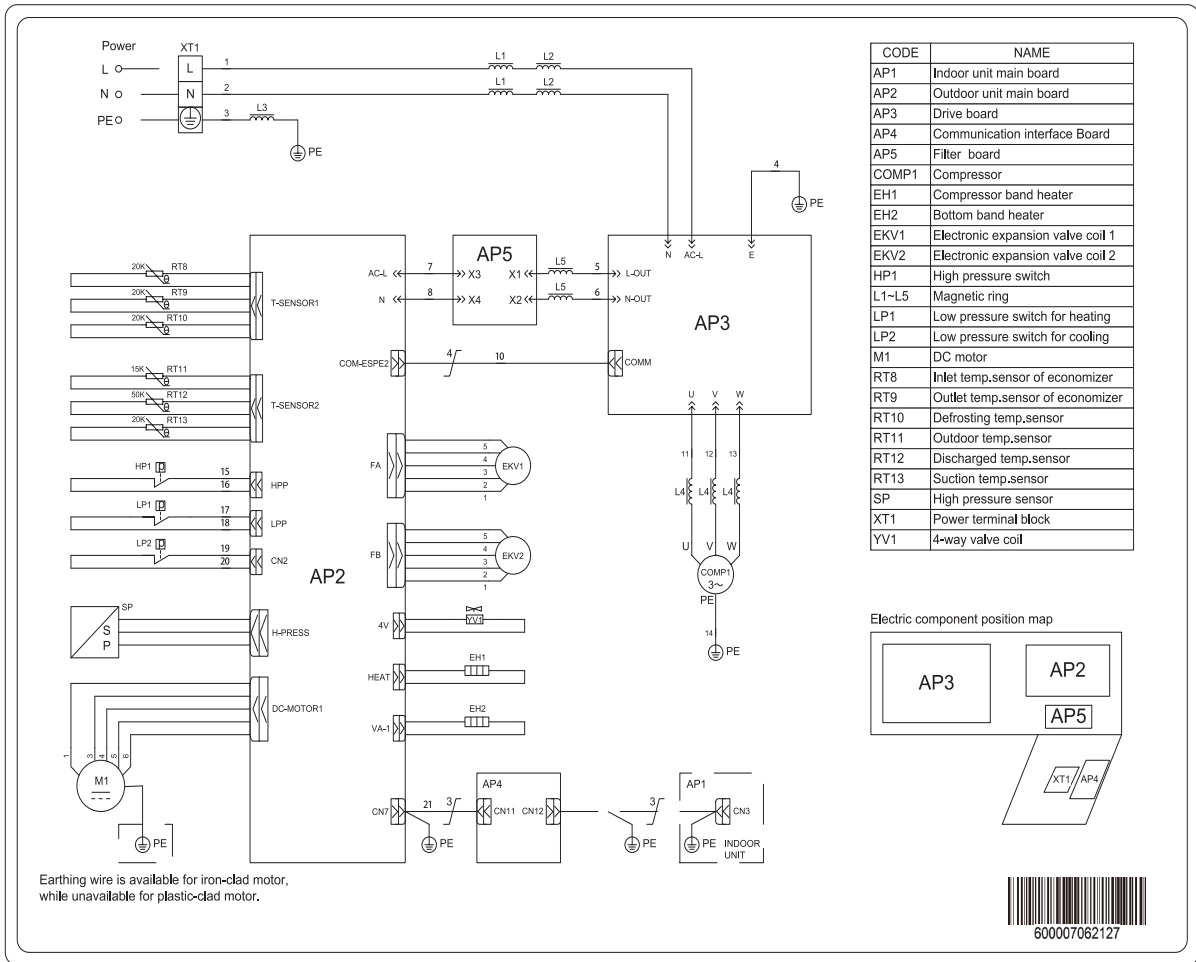 Power
XT1
L
L
1
L1
L2
N
N
2
L1
L2
PE
3
L3
PE
4
PE
N
AC-L
E
AP5
AC-L
7
X3
X1
L5
5
L-OUT
N
8
X4
X2
L5
6
N-OUT
AP3
COM-ESPE2
4
10
COMM
U
V
W
11
12
13
L4
L4
L4
U
V
W
COMP1
3~
PE
14
PE
20K
RT8
20K
RT9
T-SENSOR1
20K
RT10
15K
RT11
50K
RT12
T-SENSOR2
20K
RT13
HP1
P
15
16
HPP
LP1
P
17
18
LPP
LP2
P
19
20
CN2
AP2
SP
S
P
H-PRESS
DC-MOTOR1
1
3
4
5
6
M1
PE
FA
5
4
3
2
1
EKV1
FB
5
4
3
2
1
EKV2
4V
YV1
HEAT
EH1
VA-1
EH2
CN7
21
3
PE
AP4
CN11
CN12
3
PE
AP1
CN3
PE
INDOOR
UNIT
Earthing wire is available for iron-clad motor,
while unavailable for plastic-clad motor.
CODE NAME
AP1 Indoor unit main board
AP2 Outdoor unit main board
AP3 Drive board
AP4 Communication interface Board
AP5 Filter board
COMP1 Compressor
EH1 Compressor band heater
EH2 Bottom band heater
EKV1 Electronic expansion valve coil 1
EKV2 Electronic expansion valve coil 2
HP1 High pressure switch
L1~L5 Magnetic ring
LP1 Low pressure switch for heating
LP2 Low pressure switch for cooling
M1 DC motor
RT8 Inlet temp.sensor of economizer
RT9 Outlet temp.sensor of economizer
RT10 Defrosting temp.sensor
RT11 Outdoor temp.sensor
RT12 Discharged temp.sensor
RT13 Suction temp.sensor
SP High pressure sensor
XT1 Power terminal block
YV1 4-way valve coil
Electric component position map
AP3
AP2
AP5
XT1
AP4
600007062127